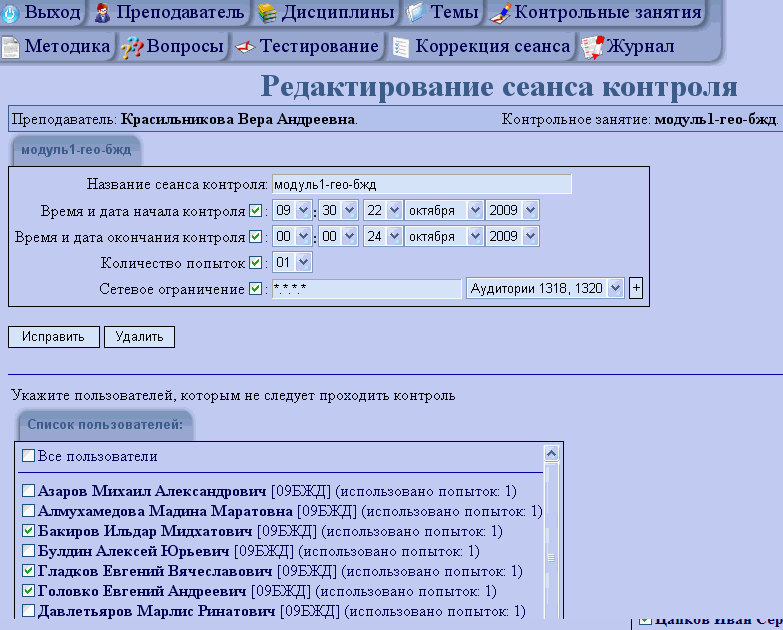 Выход Преподаватель Дисциплины Темы Контрольные занятия
Методика Вопросы Тестирование Коррекция сеанса Журнал
Редактирование сеанса контроля
Преподаватель: Красильникова Вера Андреевна. Контрольное занятие: модуль1-гео-бжд.
модуль1-гео-бжд
Название сеанса контроля: модуль1-гео-бжд
Время и дата начала контроля : 09 : 30 22 октября 2009
Время и дата окончания контроля : 00 : 00 24 октября 2009
Количество попыток : 01
Сетевое ограничение : *.*.*.* Аудитории 1318, 1320 +
Исправить Удалить
Укажите пользователей, которым не следует проходить контроль
Список пользователей:
Все пользователи
Азаров Михаил Александрович [09БЖД] (использовано попыток: 1)
Алмухамедова Мадина Маратовна [09БЖД] (использовано попыток: 1)
Бакиров Ильдар Мидхатович [09БЖД] (использовано попыток: 1)
Булдин Алексей Юрьевич [09БЖД] (использовано попыток: 1)
Гладков Евгений Вячеславович [09БЖД] (использовано попыток: 1)
Головко Евгений Андреевич [09БЖД] (использовано попыток: 1)
Давлетьяров Марлис Ринатович [09БЖД] (использовано попыток: 1)
Иван Сер